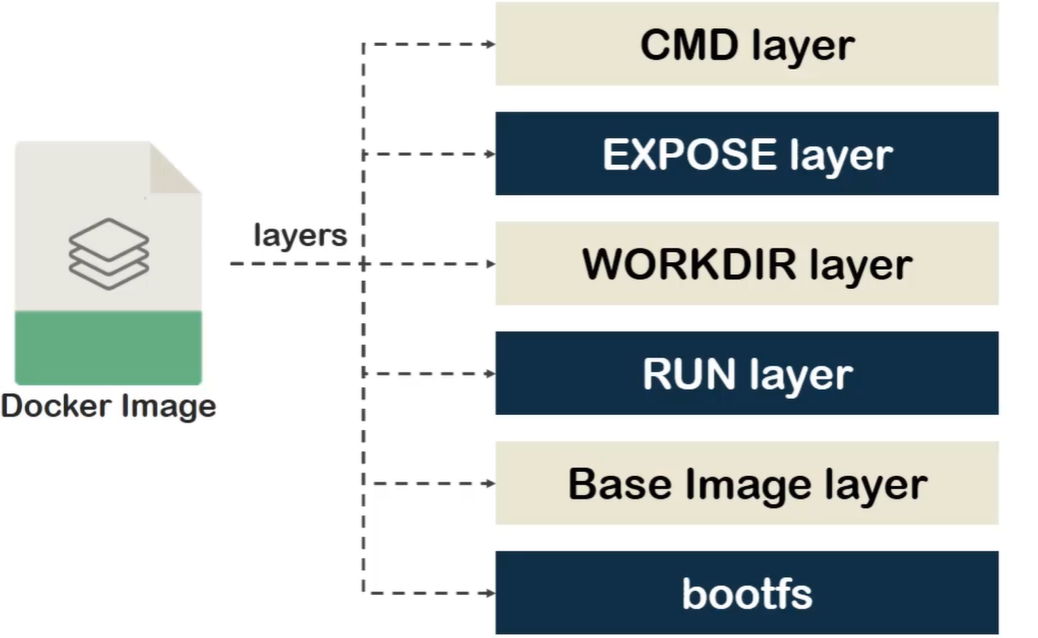 CMD layer
EXPOSE layer
layers
WORKDIR layer
RUN layer
Docker Image
Base Image layer
bootfs